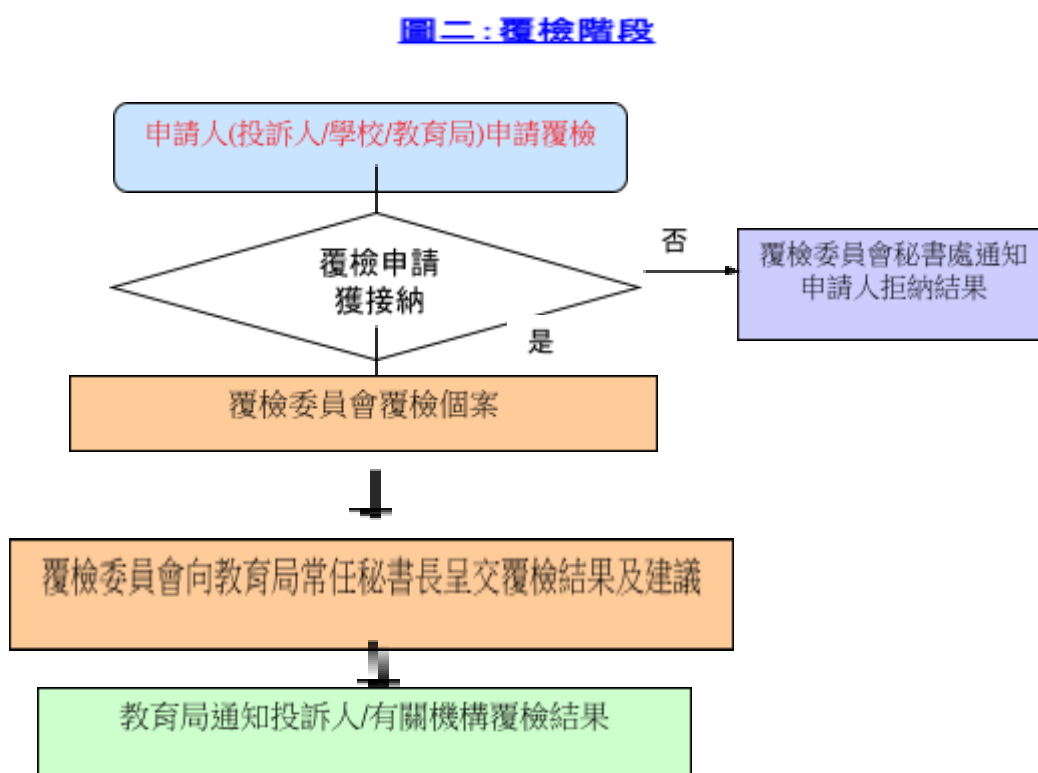 圖二:覆檢階段
申請人(投訴人/學校/教育局)申請覆檢
覆檢申請
獲接納
否
覆檢委員會秘書處通知
申請人拒納結果
是
覆檢委員會覆檢個案
覆檢委員會向教育局常任秘書長呈交覆檢結果及建議
教育局通知投訴人/有關機構覆檢結果